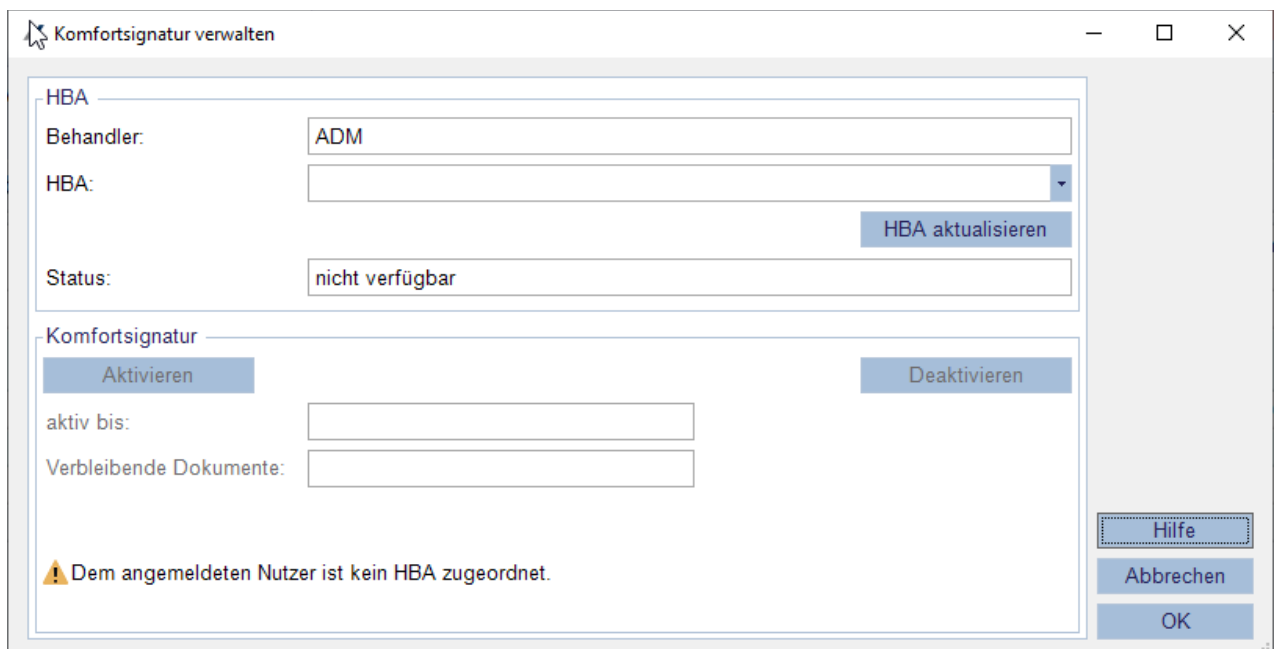 Komfortsignatur verwalten
HBA
Behandler: ADM
HBA:
HBA aktualisieren
Status: nicht verfügbar
Komfortsignatur
Aktivieren Deaktivieren
aktiv bis:
Verbleibende Dokumente:
Hilfe
Dem angemeldeten Nutzer ist kein HBA zugeordnet.
Abbrechen
OK